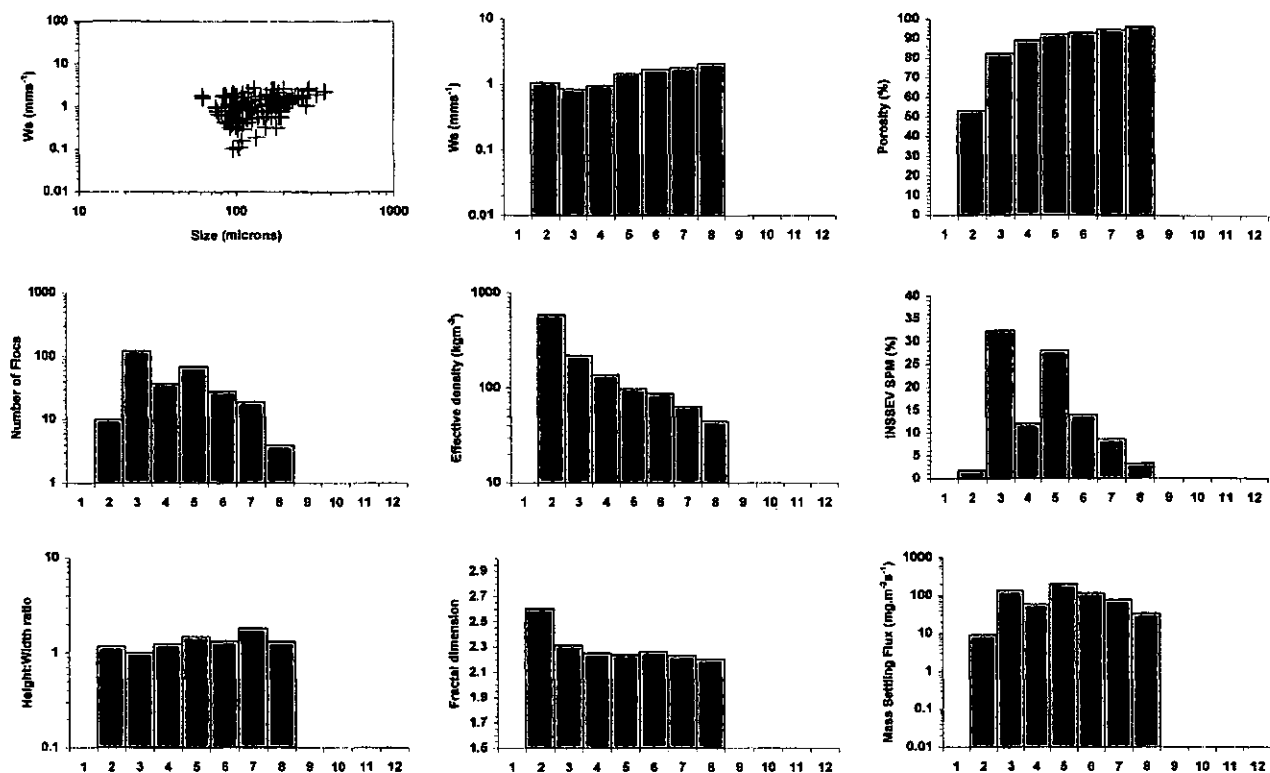 100
10
1
0.1
0.01
Ws (mms⁻¹)
10 100 1000
Size (microns)
10
1
0.1
0.01
Ws (mms⁻¹)
1 2 3 4 5 6 7 8 9 10 11 12
100
90
80
70
60
50
40
30
20
10
0
Porosity (%)
1 2 3 4 5 6 7 8 9 10 11 12
1000
100
10
1
Number of Flocs
1 2 3 4 5 6 7 8 9 10 11 12
1000
100
10
Effective density (kgm⁻³)
1 2 3 4 5 6 7 8 9 10 11 12
40
35
30
25
20
15
10
5
0
INSSEV SPM (%)
1 2 3 4 5 6 7 8 9 10 11 12
10
1
0.1
Height:Width ratio
1 2 3 4 5 6 7 8 9 10 11 12
2.9
2.7
2.5
2.3
2.1
1.9
1.7
1.5
Fractal dimension
1 2 3 4 5 6 7 8 9 10 11 12
1000
100
10
1
0.1
0.01
Mass Settling Flux (mg.m⁻²s⁻¹)
1 2 3 4 5 6 7 8 9 10 11 12